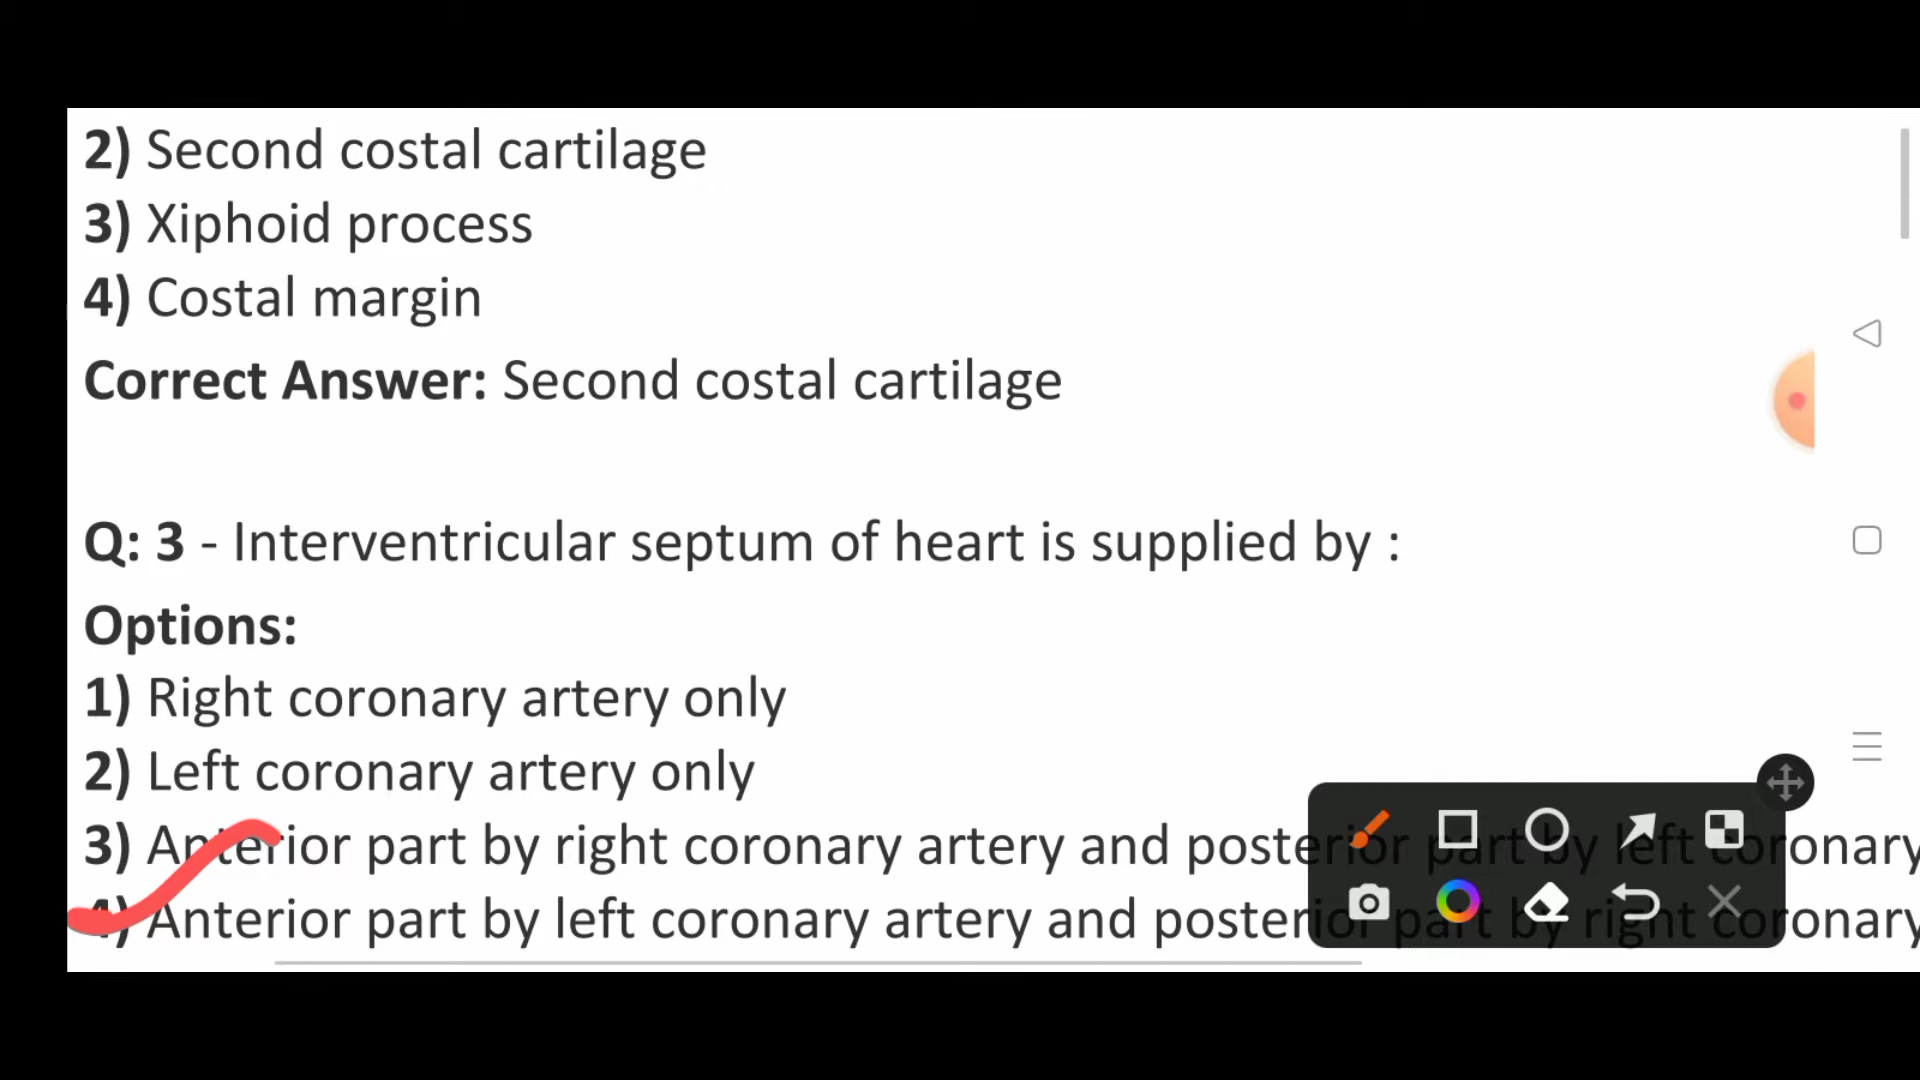 2) Second costal cartilage
3) Xiphoid process
4) Costal margin
Correct Answer: Second costal cartilage
Q: 3 - Interventricular septum of heart is supplied by :
Options:
1) Right coronary artery only
2) Left coronary artery only
3) Anterior part by right coronary artery and posterior part by left coronary
4) Anterior part by left coronary artery and posterior part by right coronary